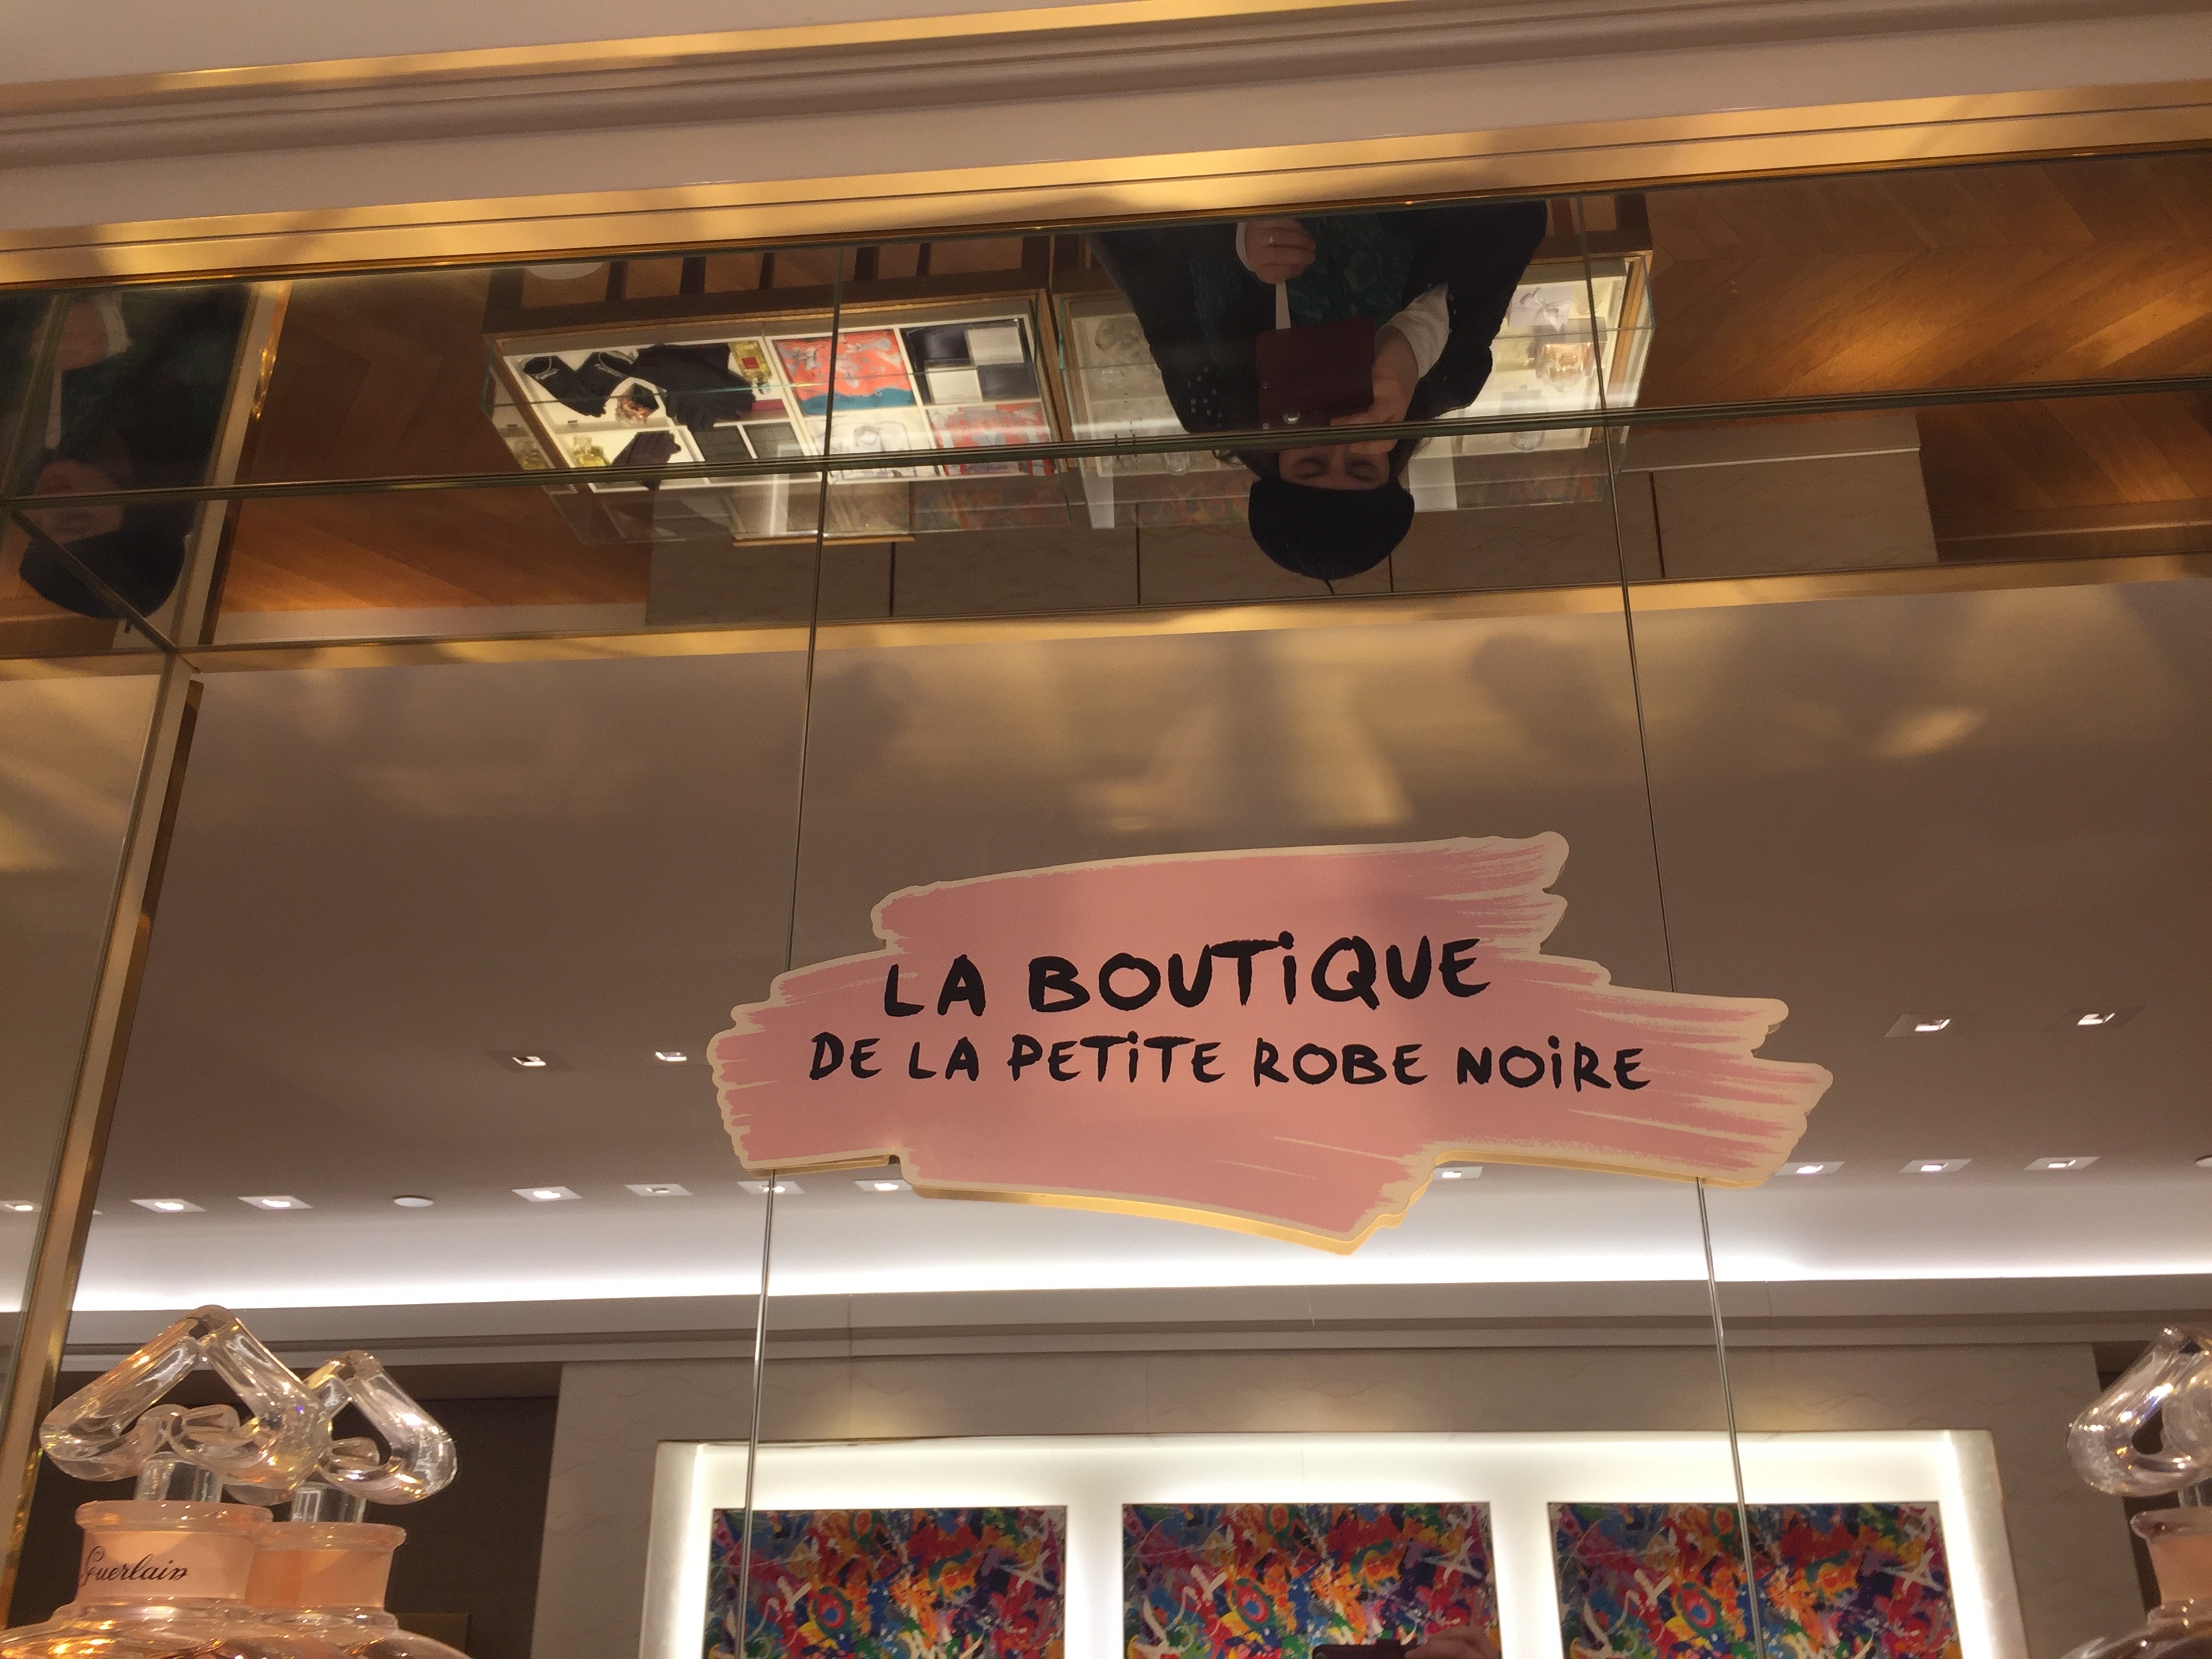 LA BOUTIQUE
DE LA PETITE ROBE NOIRE
Guerlain